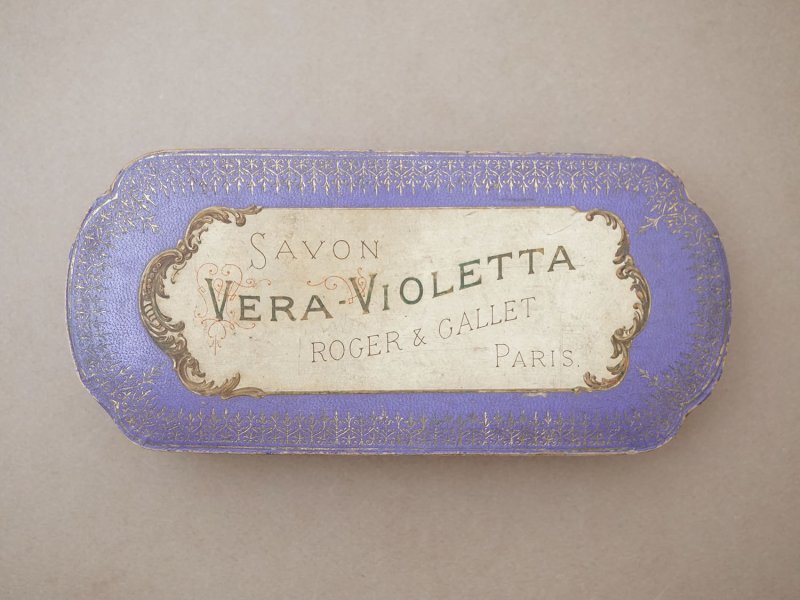 SAVON
VERA-VIOLETTA
ROGER & GALLET
PARIS.